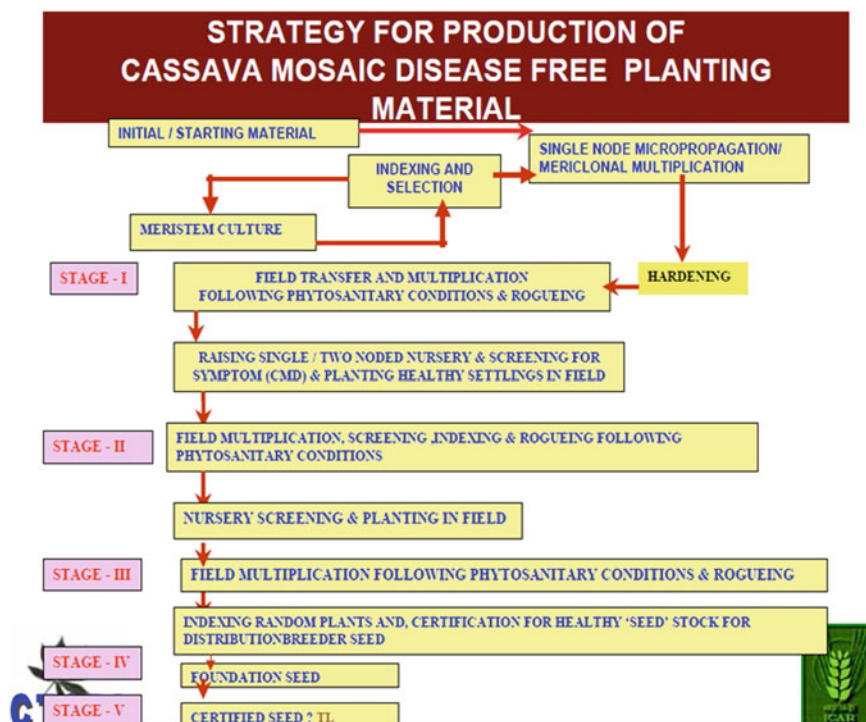 STRATEGY FOR PRODUCTION OF
CASSAVA MOSAIC DISEASE FREE PLANTING
MATERIAL
INITIAL / STARTING MATERIAL
SINGLE NODE MICROPROPAGATION/
MERICLONAL MULTIPLICATION
INDEXING AND
SELECTION
MERISTEM CULTURE
HARDENING
STAGE - I
FIELD TRANSFER AND MULTIPLICATION
FOLLOWING PHYTOSANITARY CONDITIONS & ROGUEING
RAISING SINGLE / TWO NODED NURSERY & SCREENING FOR
SYMPTOM (CMD) & PLANTING HEALTHY SETTLINGS IN FIELD
STAGE - II
FIELD MULTIPLICATION, SCREENING ,INDEXING & ROGUEING FOLLOWING
PHYTOSANITARY CONDITIONS
NURSERY SCREENING & PLANTING IN FIELD
STAGE - III
FIELD MULTIPLICATION FOLLOWING PHYTOSANITARY CONDITIONS & ROGUEING
INDEXING RANDOM PLANTS AND, CERTIFICATION FOR HEALTHY ‘SEED’ STOCK FOR
DISTRIBUTIONBREEDER SEED
STAGE - IV
FOUNDATION SEED
STAGE - V
CERTIFIED SEED ? TL
ICAR